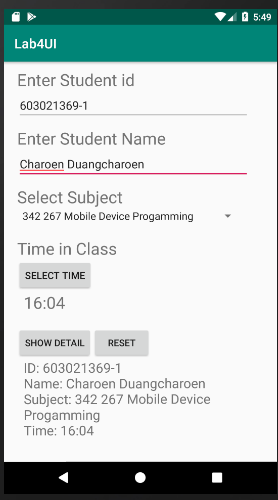 5:49
Lab4UI
Enter Student id
603021369-1
Enter Student Name
Charoen Duangcharoen
Select Subject
342 267 Mobile Device Progamming
Time in Class
SELECT TIME
16:04
SHOW DETAIL RESET
ID: 603021369-1
Name: Charoen Duangcharoen
Subject: 342 267 Mobile Device
Progamming
Time: 16:04